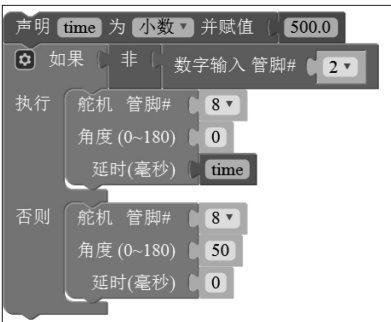 声明 time 为 小数 并赋值 500.0
如果 非 数字输入 管脚# 2
执行 舵机 管脚# 8
角度 (0~180) 0
延时(毫秒) time
否则 舵机 管脚# 8
角度 (0~180) 50
延时(毫秒) 0